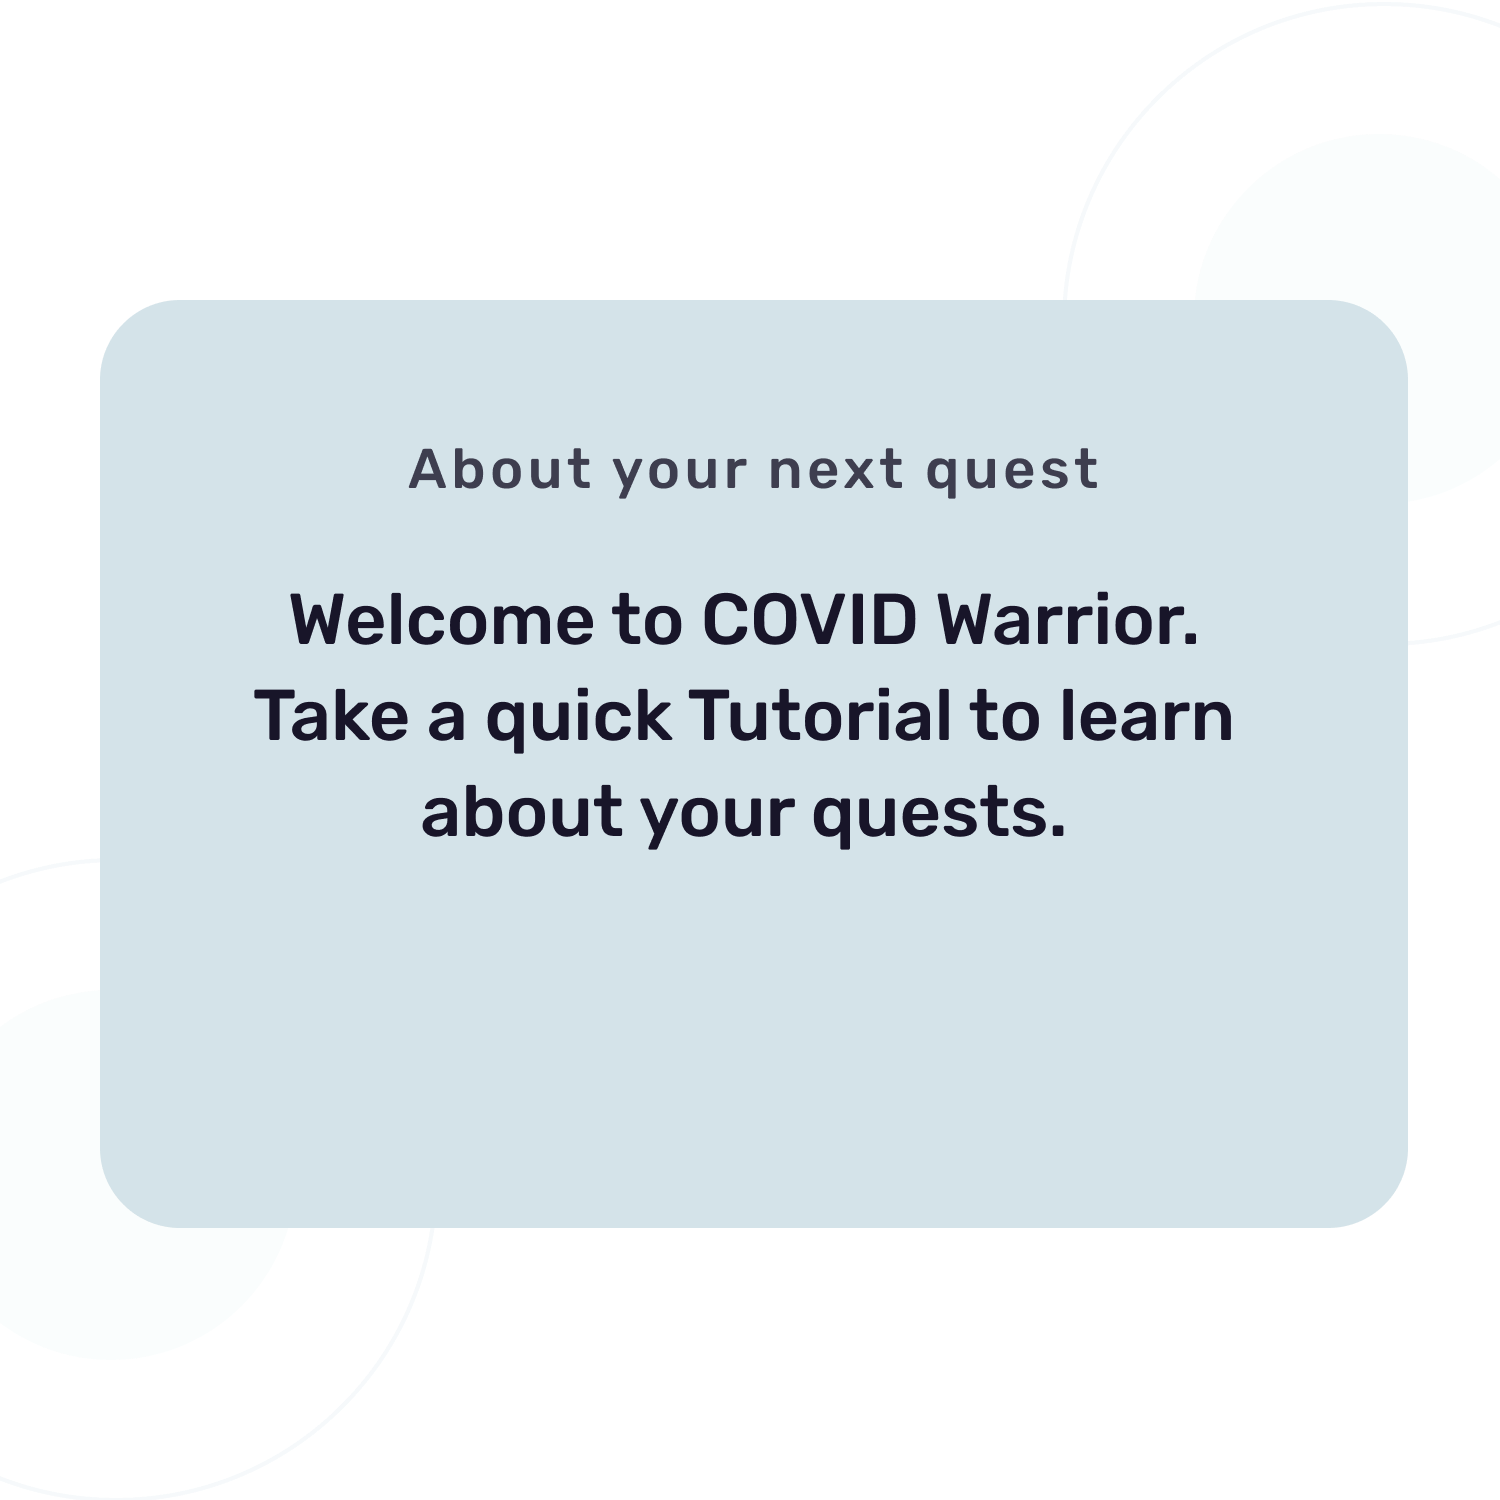 About your next quest
Welcome to COVID Warrior.
Take a quick Tutorial to learn
about your quests.